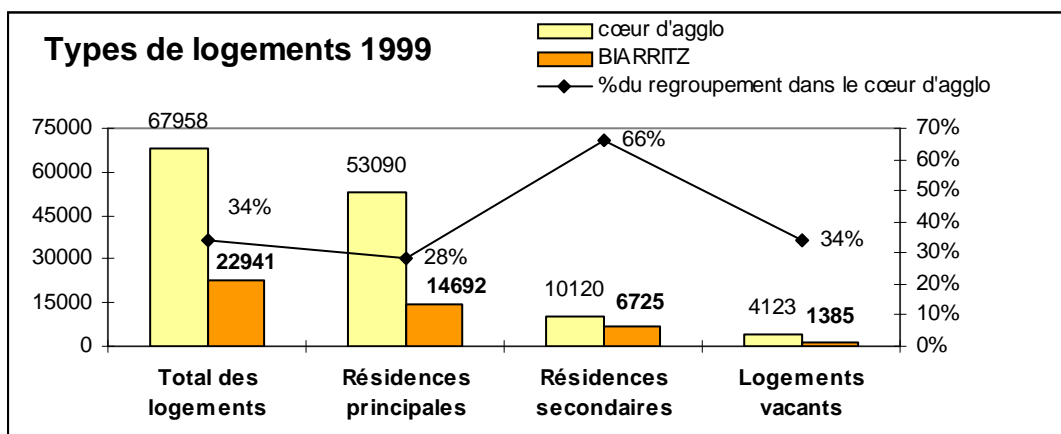 Types de logements 1999
cœur d'agglo
BIARRITZ
%du regroupement dans le cœur d'agglo
75000
60000
45000
30000
15000
0
67958
53090
10120
4123
22941
14692
6725
1385
34%
28%
66%
34%
70%
60%
50%
40%
30%
20%
10%
0%
Total des
logements
Résidences
principales
Résidences
secondaires
Logements
vacants